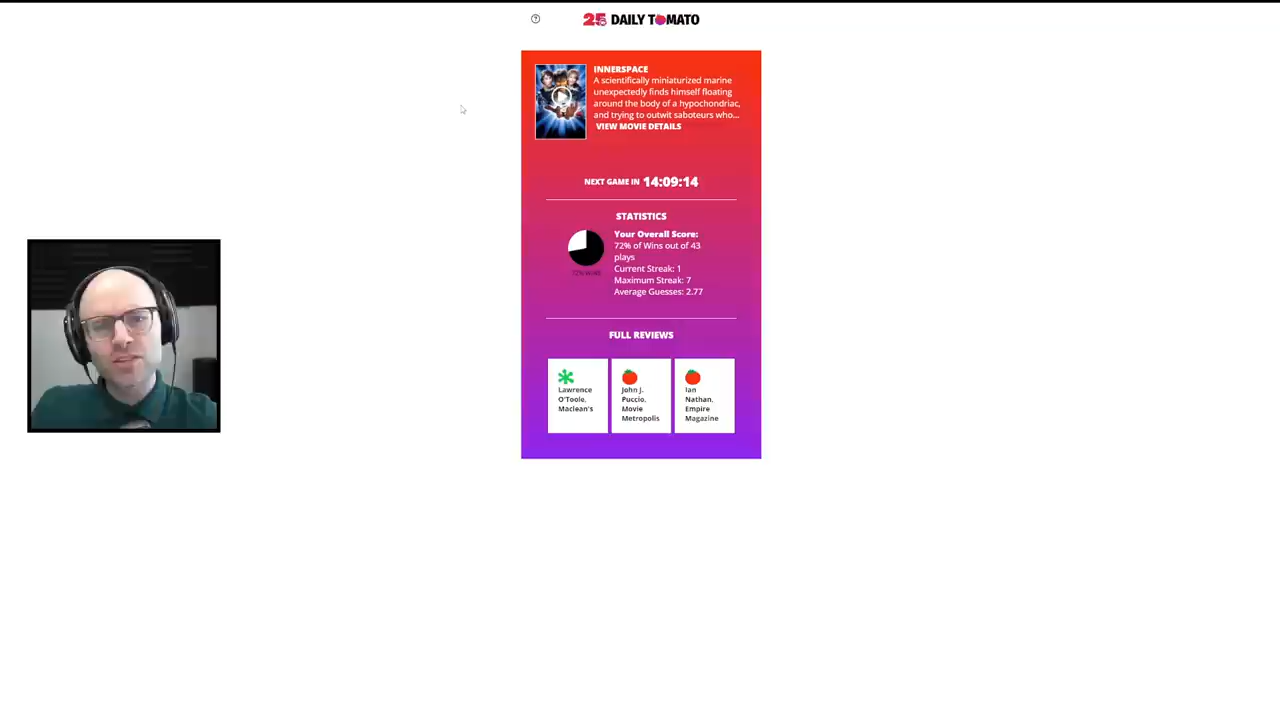 25 DAILY TOMATO
INNERSPACE
A scientifically miniaturized marine
unexpectedly finds himself floating
around the body of a hypochondriac,
and trying to outwit saboteurs who...
VIEW MOVIE DETAILS
NEXT GAME IN 14:09:14
STATISTICS
Your Overall Score:
72% of Wins out of 43
plays
Current Streak: 1
Maximum Streak: 7
Average Guesses: 2.77
FULL REVIEWS
Lawrence
O'Toole,
Maclean's
John J.
Puccio,
Movie
Metropolis
Ian
Nathan,
Empire
Magazine